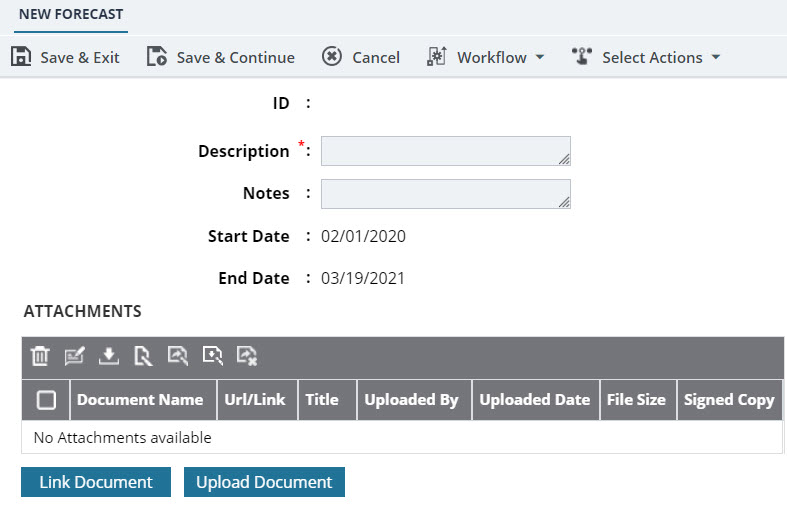 NEW FORECAST
Save & Exit Save & Continue Cancel Workflow Select Actions
ID :
Description *:
Notes :
Start Date : 02/01/2020
End Date : 03/19/2021
ATTACHMENTS
Document Name Url/Link Title Uploaded By Uploaded Date File Size Signed Copy
No Attachments available
Link Document Upload Document